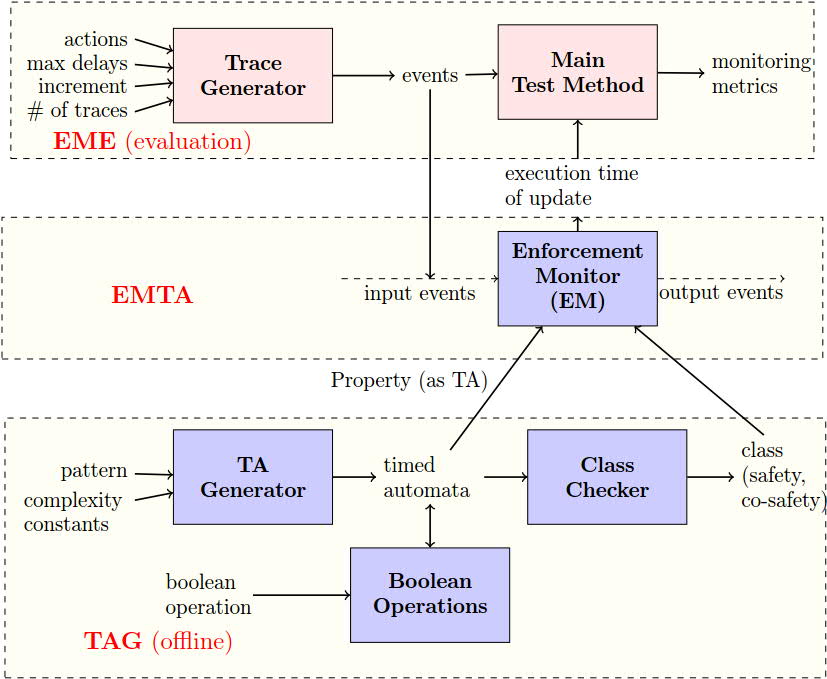 actions
max delays
increment
# of traces
Trace
Generator
events
Main
Test Method
monitoring
metrics
EME (evaluation)
execution time
of update
EMTA
input events
Enforcement
Monitor
(EM)
output events
Property (as TA)
pattern
complexity
constants
TA
Generator
timed
automata
Class
Checker
class
(safety,
co-safety)
boolean
operation
Boolean
Operations
TAG (offline)